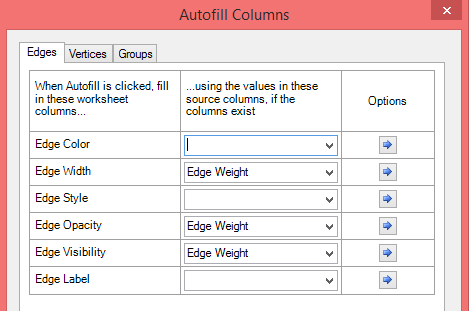 Autofill Columns
Edges Vertices Groups
When Autofill is clicked, fill
in these worksheet
columns...
...using the values in these
source columns, if the
columns exist
Options
Edge Color
Edge Width Edge Weight
Edge Style
Edge Opacity Edge Weight
Edge Visibility Edge Weight
Edge Label